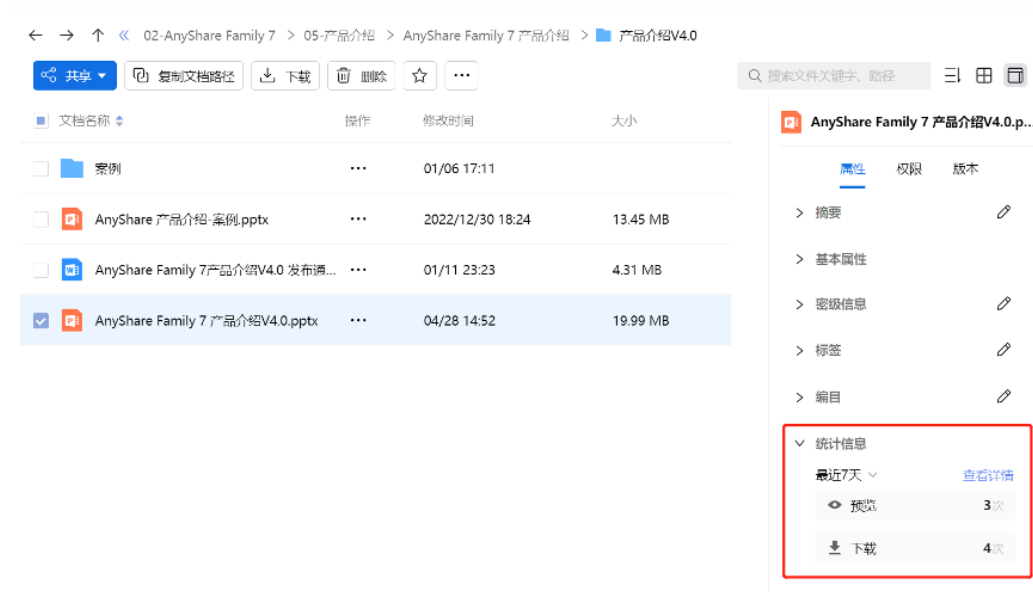 02-AnyShare Family 7 > 05-产品介绍 > AnyShare Family 7 产品介绍 > 产品介绍V4.0
共享 复制文档路径 下载 删除 搜索文件关键字、路径
文档名称 操作 修改时间 大小
案例 01/06 17:11
AnyShare 产品介绍-案例.pptx 2022/12/30 18:24 13.45 MB
AnyShare Family 7产品介绍V4.0 发布通... 01/11 23:23 4.31 MB
AnyShare Family 7 产品介绍V4.0.pptx 04/28 14:52 19.99 MB
AnyShare Family 7 产品介绍V4.0.p...
属性 权限 版本
摘要
基本属性
密级信息
标签
编目
统计信息
最近7天 查看详情
预览 3次
下载 4次